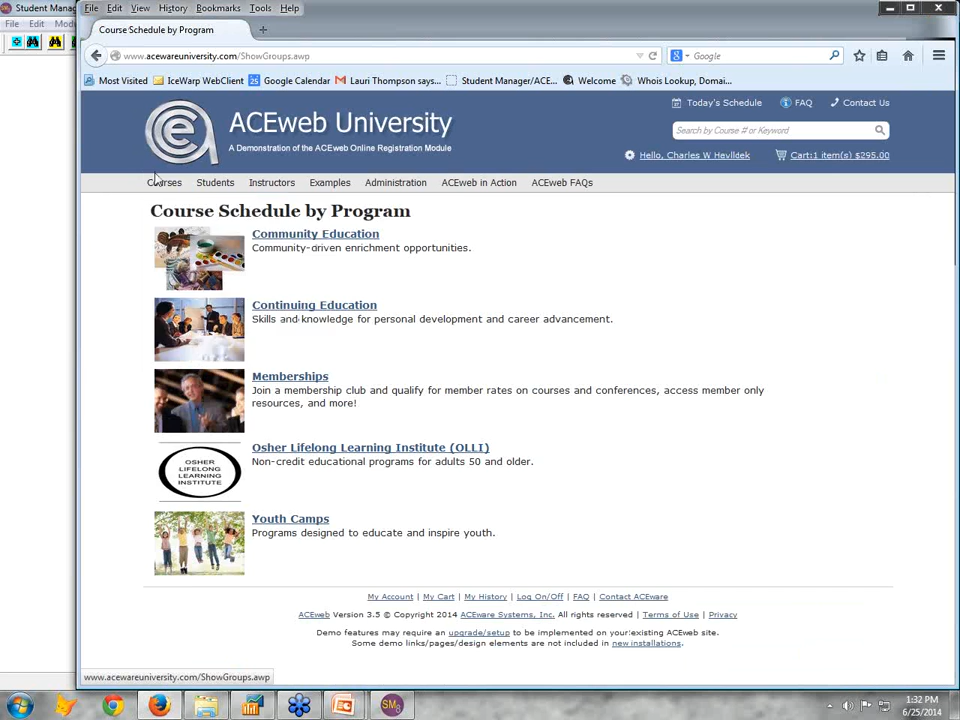 Student Manag
File Edit View History Bookmarks Tools Help
File Edit Mod
Course Schedule by Program
www.acewareuniversity.com/ShowGroups.awp
Google
Most Visited IceWarp WebClient Google Calendar Lauri Thompson says... Student Manager/ACE... Welcome Whois Lookup, Domai...
Today's Schedule FAQ Contact Us
ACEweb University
A Demonstration of the ACEweb Online Registration Module
Search by Course # or Keyword
Hello, Charles W Hevlldek Cart:1 item(s) $295.00
Courses Students Instructors Examples Administration ACEweb in Action ACEweb FAQs
Course Schedule by Program
Community Education
Community-driven enrichment opportunities.
Continuing Education
Skills and knowledge for personal development and career advancement.
Memberships
Join a membership club and qualify for member rates on courses and conferences, access member only
resources, and more!
Osher Lifelong Learning Institute (OLLI)
Non-credit educational programs for adults 50 and older.
OSHER
LIFELONG
LEARNING
INSTITUTE
Youth Camps
Programs designed to educate and inspire youth.
My Account | My Cart | My History | Log On/Off | FAQ | Contact ACEware
ACEweb Version 3.5 © Copyright 2014 ACEware Systems, Inc. All rights reserved | Terms of Use | Privacy
Demo features may require an upgrade/setup to be implemented on your existing ACEweb site.
Some demo links/pages/design elements are not included in new installations.
www.acewareuniversity.com/ShowGroups.awp
SM8
1:32 PM
6/25/2014